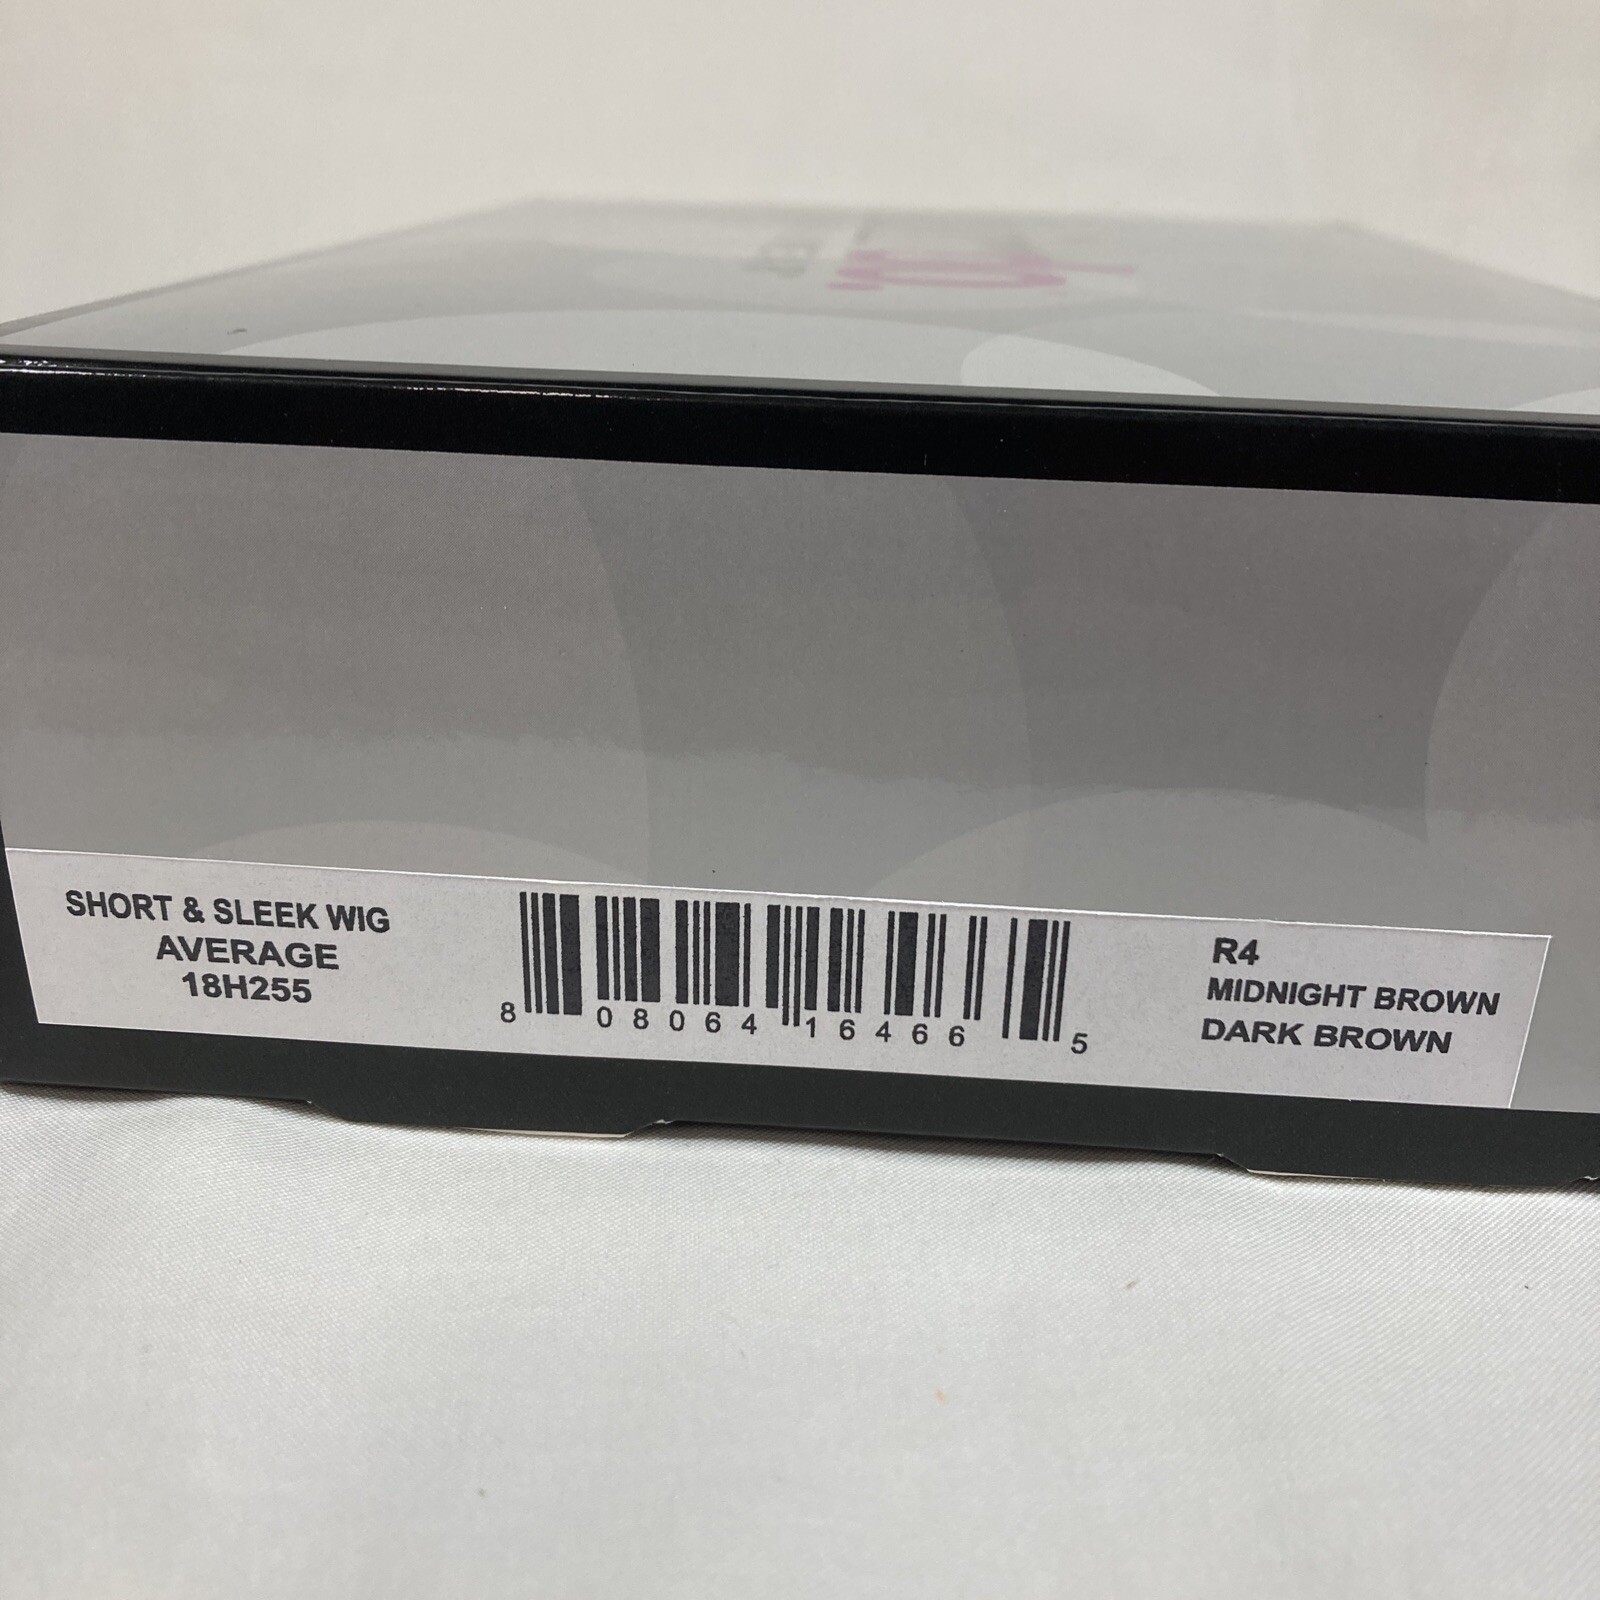 SHORT & SLEEK WIG
AVERAGE
18H255
8 08064 16466 5
R4
MIDNIGHT BROWN
DARK BROWN